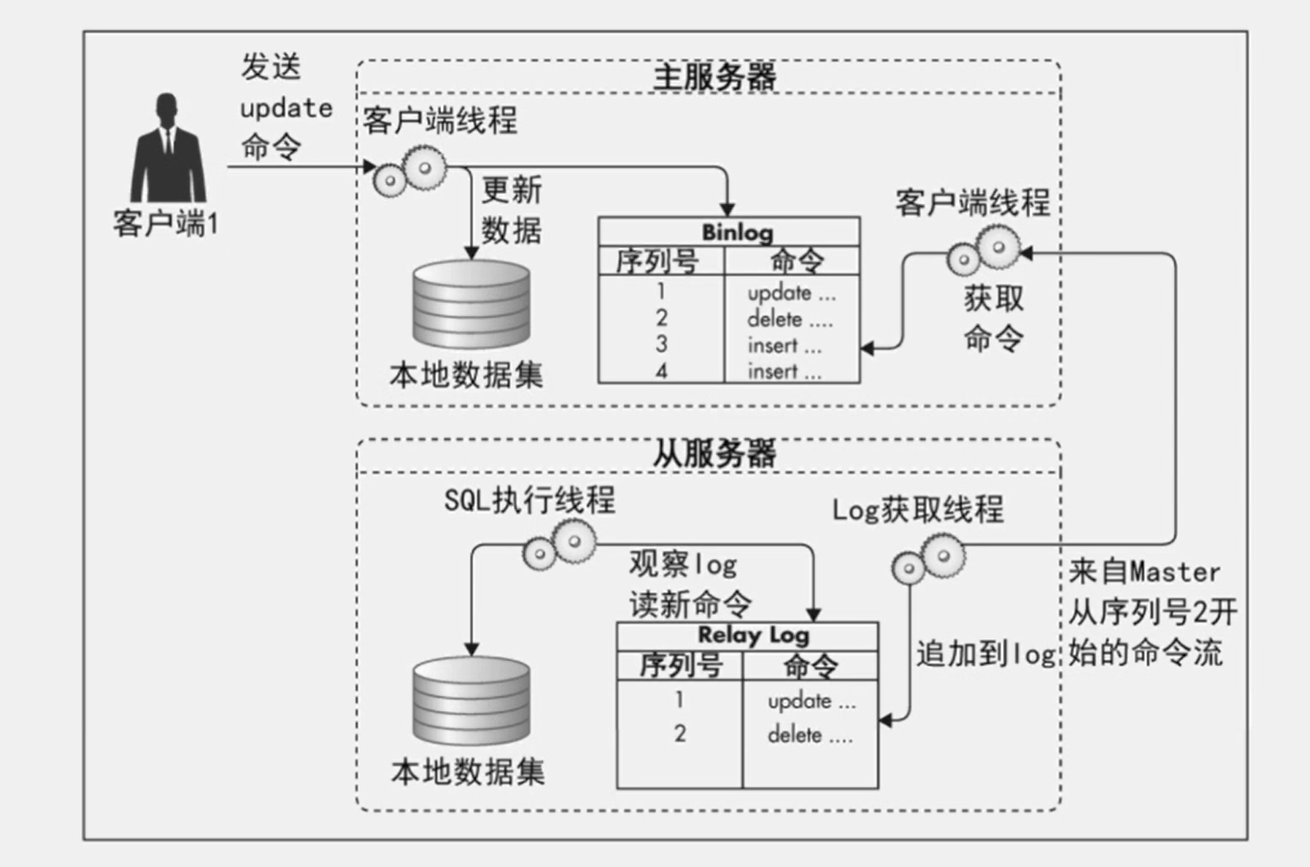 发送
update
命令
客户端1
主服务器
客户端线程
更新
数据
本地数据集
Binlog
序列号 命令
1 update ...
2 delete ....
3 insert ...
4 insert ...
客户端线程
获取
命令
从服务器
SQL执行线程
观察log
读新命令
本地数据集
Relay Log
序列号 命令
1 update ...
2 delete ....
Log获取线程
追加到log
来自Master
从序列号2开
始的命令流